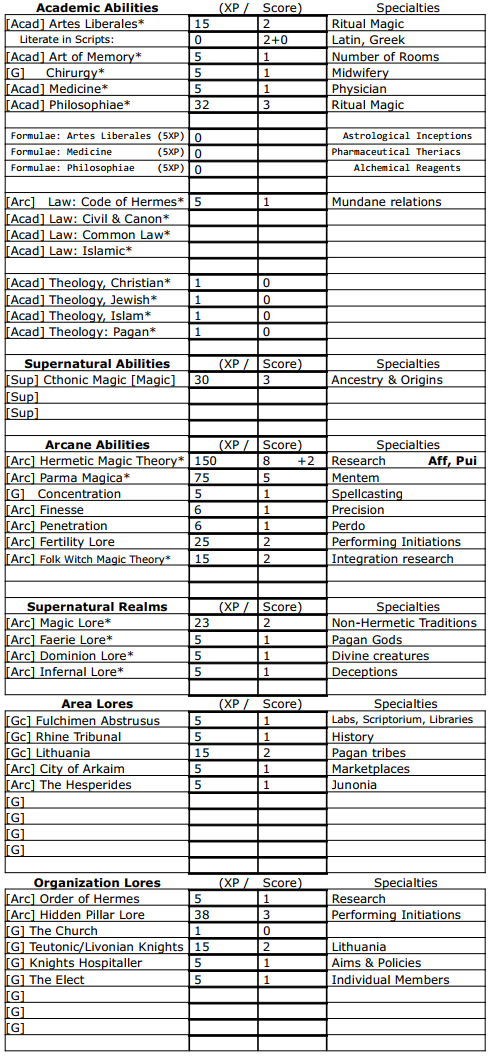 Academic Abilities (XP / Score) Specialties
[Acad] Artes Liberales* 15 2 Ritual Magic
Literate in Scripts: 0 2+0 Latin, Greek
[Acad] Art of Memory* 5 1 Number of Rooms
[G] Chirurgy* 5 1 Midwifery
[Acad] Medicine* 5 1 Physician
[Acad] Philosophiae* 32 3 Ritual Magic
Formulae: Artes Liberales (5XP) 0 Astrological Inceptions
Formulae: Medicine (5XP) 0 Pharmaceutical Theriacs
Formulae: Philosophiae (5XP) 0 Alchemical Reagents
[Arc] Law: Code of Hermes* 5 1 Mundane relations
[Acad] Law: Civil & Canon*
[Acad] Law: Common Law*
[Acad] Law: Islamic*
[Acad] Theology, Christian* 1 0
[Acad] Theology, Jewish* 1 0
[Acad] Theology, Islam* 1 0
[Acad] Theology: Pagan* 1 0
Supernatural Abilities (XP / Score) Specialties
[Sup] Cthonic Magic [Magic] 30 3 Ancestry & Origins
[Sup]
[Sup]
Arcane Abilities (XP / Score) Specialties
[Arc] Hermetic Magic Theory* 150 8 +2 Research Aff, Pui
[Arc] Parma Magica* 75 5 Mentem
[G] Concentration 5 1 Spellcasting
[Arc] Finesse 6 1 Precision
[Arc] Penetration 6 1 Perdo
[Arc] Fertility Lore 25 2 Performing Initiations
[Arc] Folk Witch Magic Theory* 15 2 Integration research
Supernatural Realms (XP / Score) Specialties
[Arc] Magic Lore* 23 2 Non-Hermetic Traditions
[Arc] Faerie Lore* 5 1 Pagan Gods
[Arc] Dominion Lore* 5 1 Divine creatures
[Arc] Infernal Lore* 5 1 Deceptions
Area Lores (XP / Score) Specialties
[Gc] Fulchimen Abstrusus 5 1 Labs, Scriptorium, Libraries
[Gc] Rhine Tribunal 5 1 History
[Gc] Lithuania 15 2 Pagan tribes
[Arc] City of Arkaim 5 1 Marketplaces
[Arc] The Hesperides 5 1 Junonia
[G]
[G]
[G]
[G]
Organization Lores (XP / Score) Specialties
[Arc] Order of Hermes 5 1 Research
[Arc] Hidden Pillar Lore 38 3 Performing Initiations
[G] The Church 1 0
[G] Teutonic/Livonian Knights 15 2 Lithuania
[G] Knights Hospitaller 5 1 Aims & Policies
[G] The Elect 5 1 Individual Members
[G]
[G]
[G]